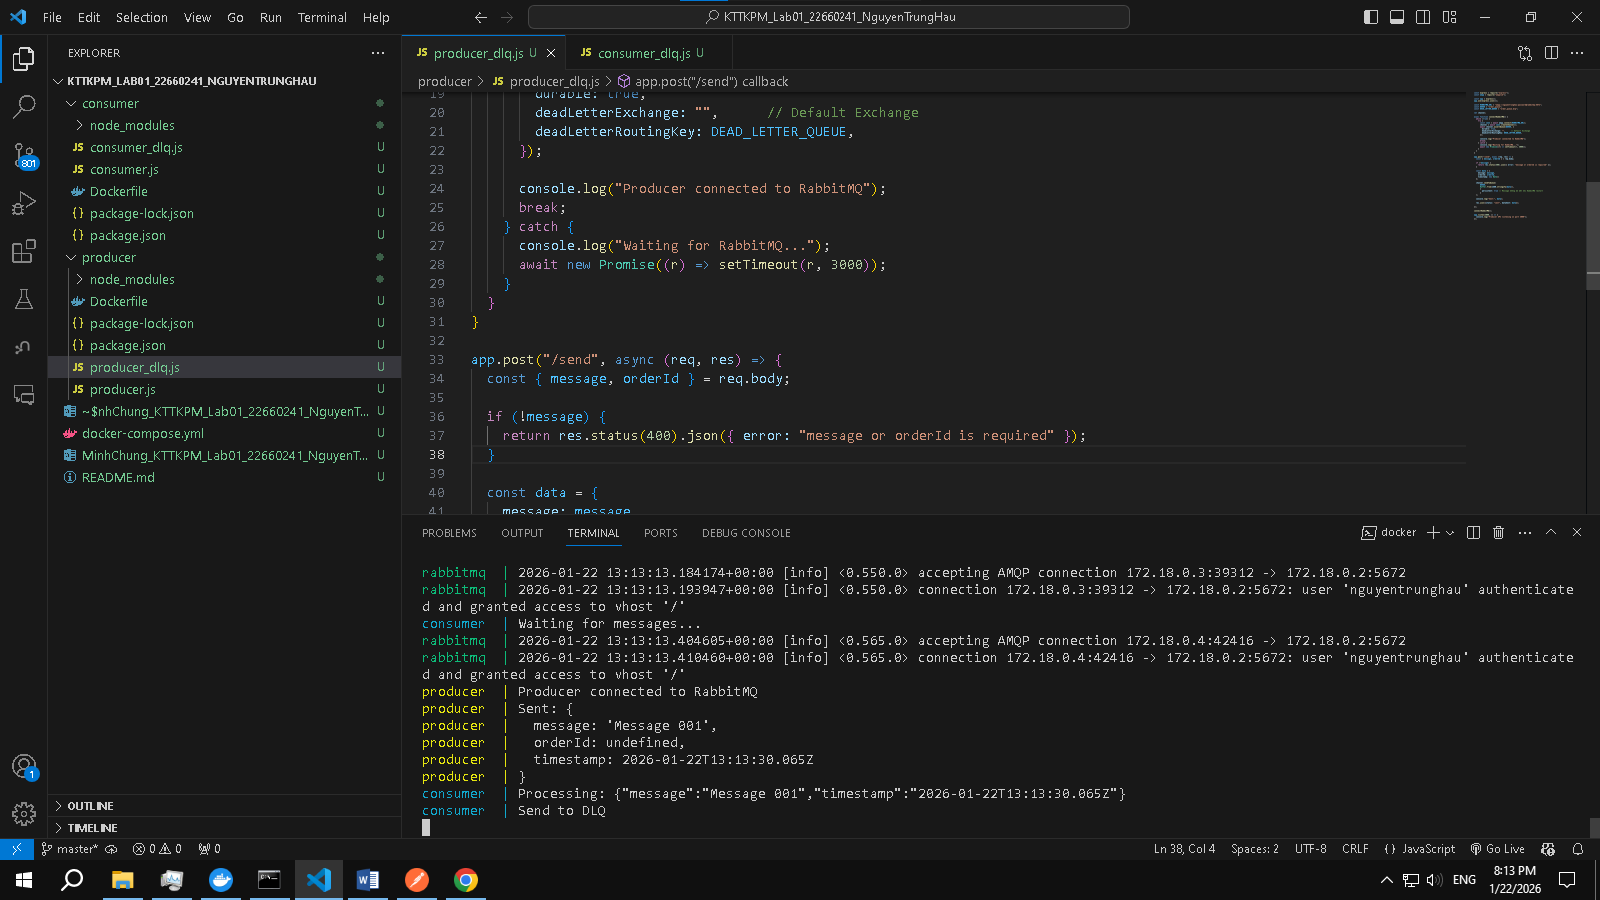 File Edit Selection View Go Run Terminal Help
KTTKPM_Lab01_22660241_NguyenTrungHau
EXPLORER
KTTKPM_LAB01_22660241_NGUYENTRUNGHAU
consumer
node_modules
JS consumer_dlq.js U
JS consumer.js U
Dockerfile U
{} package-lock.json U
{} package.json U
producer
node_modules
Dockerfile U
{} package-lock.json U
{} package.json U
JS producer_dlq.js U
JS producer.js U
~$nhChung_KTTKPM_Lab01_22660241_NguyenT... U
docker-compose.yml U
MinhChung_KTTKPM_Lab01_22660241_NguyenT... U
README.md U
OUTLINE
TIMELINE
801
1
JS producer_dlq.js U
JS consumer_dlq.js U
producer > JS producer_dlq.js > app.post("/send") callback
19 durable: true,
20 deadLetterExchange: "", // Default Exchange
21 deadLetterRoutingKey: DEAD_LETTER_QUEUE,
22 });
23
24 console.log("Producer connected to RabbitMQ");
25 break;
26 } catch {
27 console.log("Waiting for RabbitMQ...");
28 await new Promise((r) => setTimeout(r, 3000));
29 }
30 }
31 }
32
33 app.post("/send", async (req, res) => {
34 const { message, orderId } = req.body;
35
36 if (!message) {
37 return res.status(400).json({ error: "message or orderId is required" });
38 }
39
40 const data = {
41 message: message
PROBLEMS OUTPUT TERMINAL PORTS DEBUG CONSOLE
docker
rabbitmq | 2026-01-22 13:13:13.184174+00:00 [info] <0.550.0> accepting AMQP connection 172.18.0.3:39312 -> 172.18.0.2:5672
rabbitmq | 2026-01-22 13:13:13.193947+00:00 [info] <0.550.0> connection 172.18.0.3:39312 -> 172.18.0.2:5672: user 'nguyentrunghau' authenticate
d and granted access to vhost '/'
consumer | Waiting for messages...
rabbitmq | 2026-01-22 13:13:13.404605+00:00 [info] <0.565.0> accepting AMQP connection 172.18.0.4:42416 -> 172.18.0.2:5672
rabbitmq | 2026-01-22 13:13:13.410460+00:00 [info] <0.565.0> connection 172.18.0.4:42416 -> 172.18.0.2:5672: user 'nguyentrunghau' authenticate
d and granted access to vhost '/'
producer | Producer connected to RabbitMQ
producer | Sent: {
producer | message: 'Message 001',
producer | orderId: undefined,
producer | timestamp: 2026-01-22T13:13:30.065Z
producer | }
consumer | Processing: {"message":"Message 001","timestamp":"2026-01-22T13:13:30.065Z"}
consumer | Send to DLQ
master* 0 0 0
Ln 38, Col 4 Spaces: 2 UTF-8 CRLF {} JavaScript Go Live
ENG
8:13 PM
1/22/2026